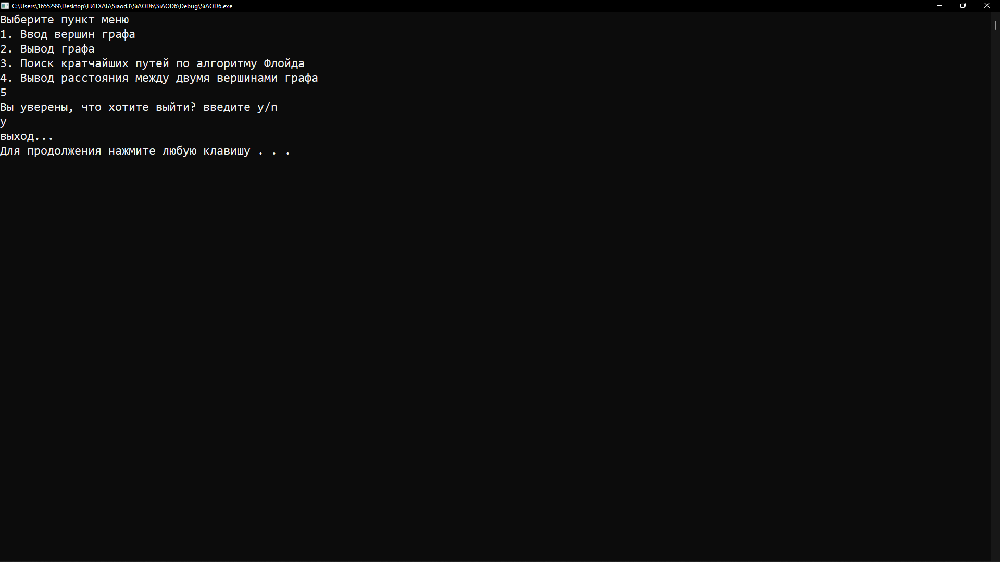 C:\Users\1655299\Desktop\ГИТХАБ\Siaod3\SiAOD6\SiAOD6\Debug\SiAOD6.exe
Выберите пункт меню
1. Ввод вершин графа
2. Вывод графа
3. Поиск кратчайших путей по алгоритму Флойда
4. Вывод расстояния между двумя вершинами графа
5
Вы уверены, что хотите выйти? введите y/n
y
выход...
Для продолжения нажмите любую клавишу . . .